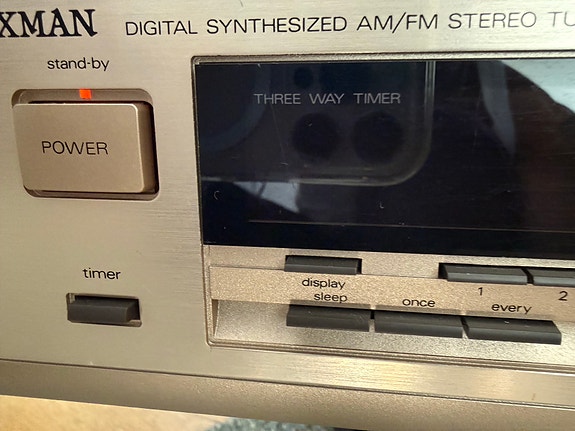 XMAN DIGITAL SYNTHESIZED AM/FM STEREO TU
stand-by
POWER
THREE WAY TIMER
timer
display
1
2
sleep
once
every